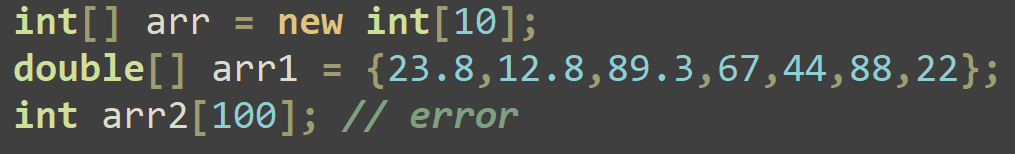 int[] arr = new int[10];
double[] arr1 = {23.8,12.8,89.3,67,44,88,22};
int arr2[100]; // error